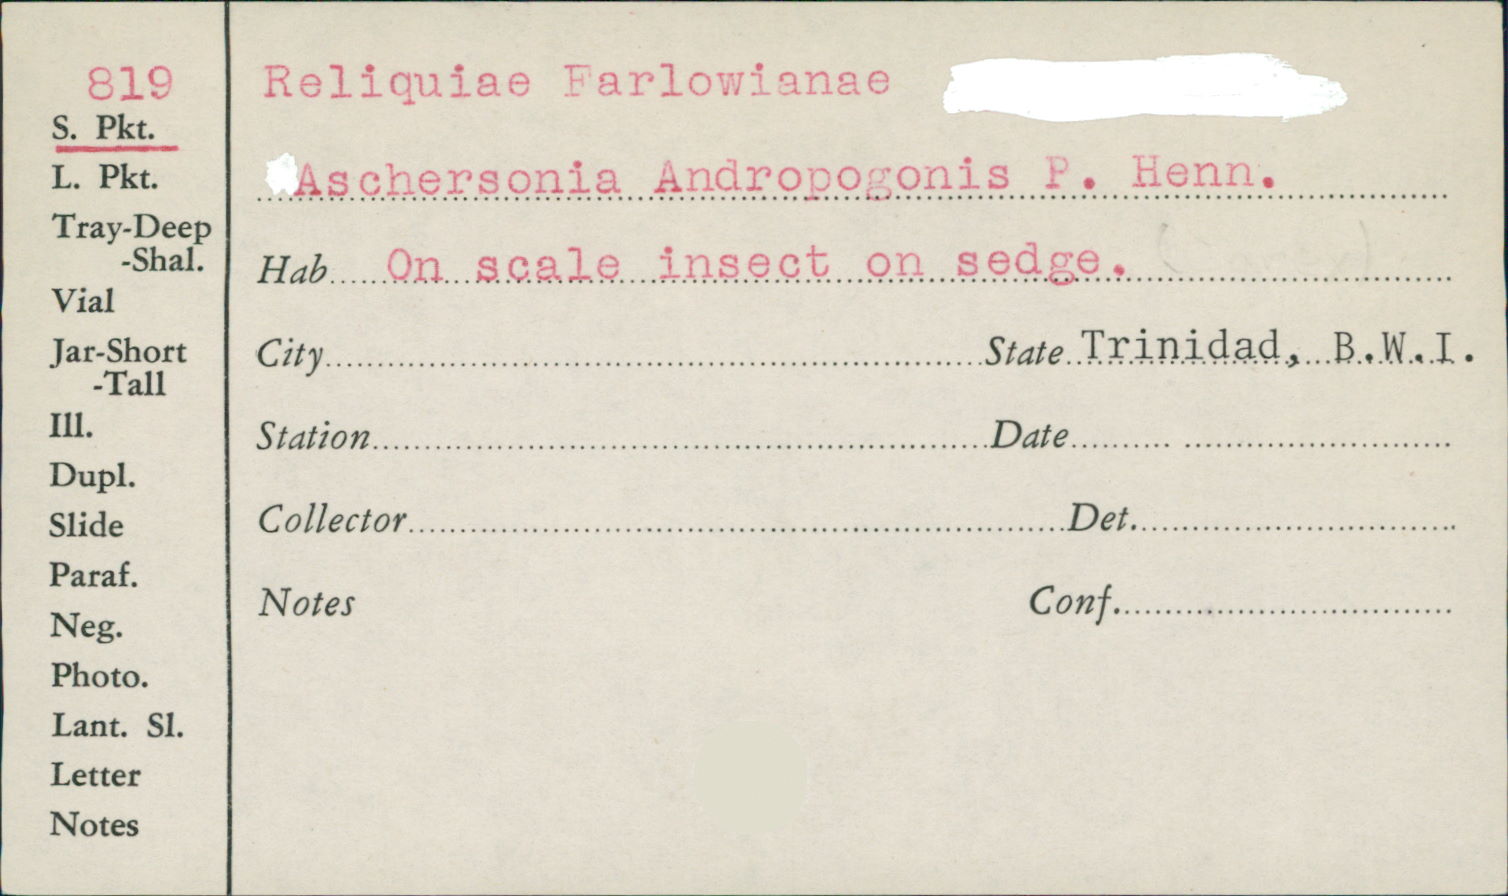 819
S. Pkt.
L. Pkt.
Tray-Deep
-Shal.
Vial
Jar-Short
-Tall
Ill.
Dupl.
Slide
Paraf.
Neg.
Photo.
Lant. Sl.
Letter
Notes
Reliquiae Farlowianae
Aschersonia Andropogonis P. Henn.
Hab. On scale insect on sedge.
City State Trinidad, B.W.I.
Station Date
Collector Det.
Notes Conf.